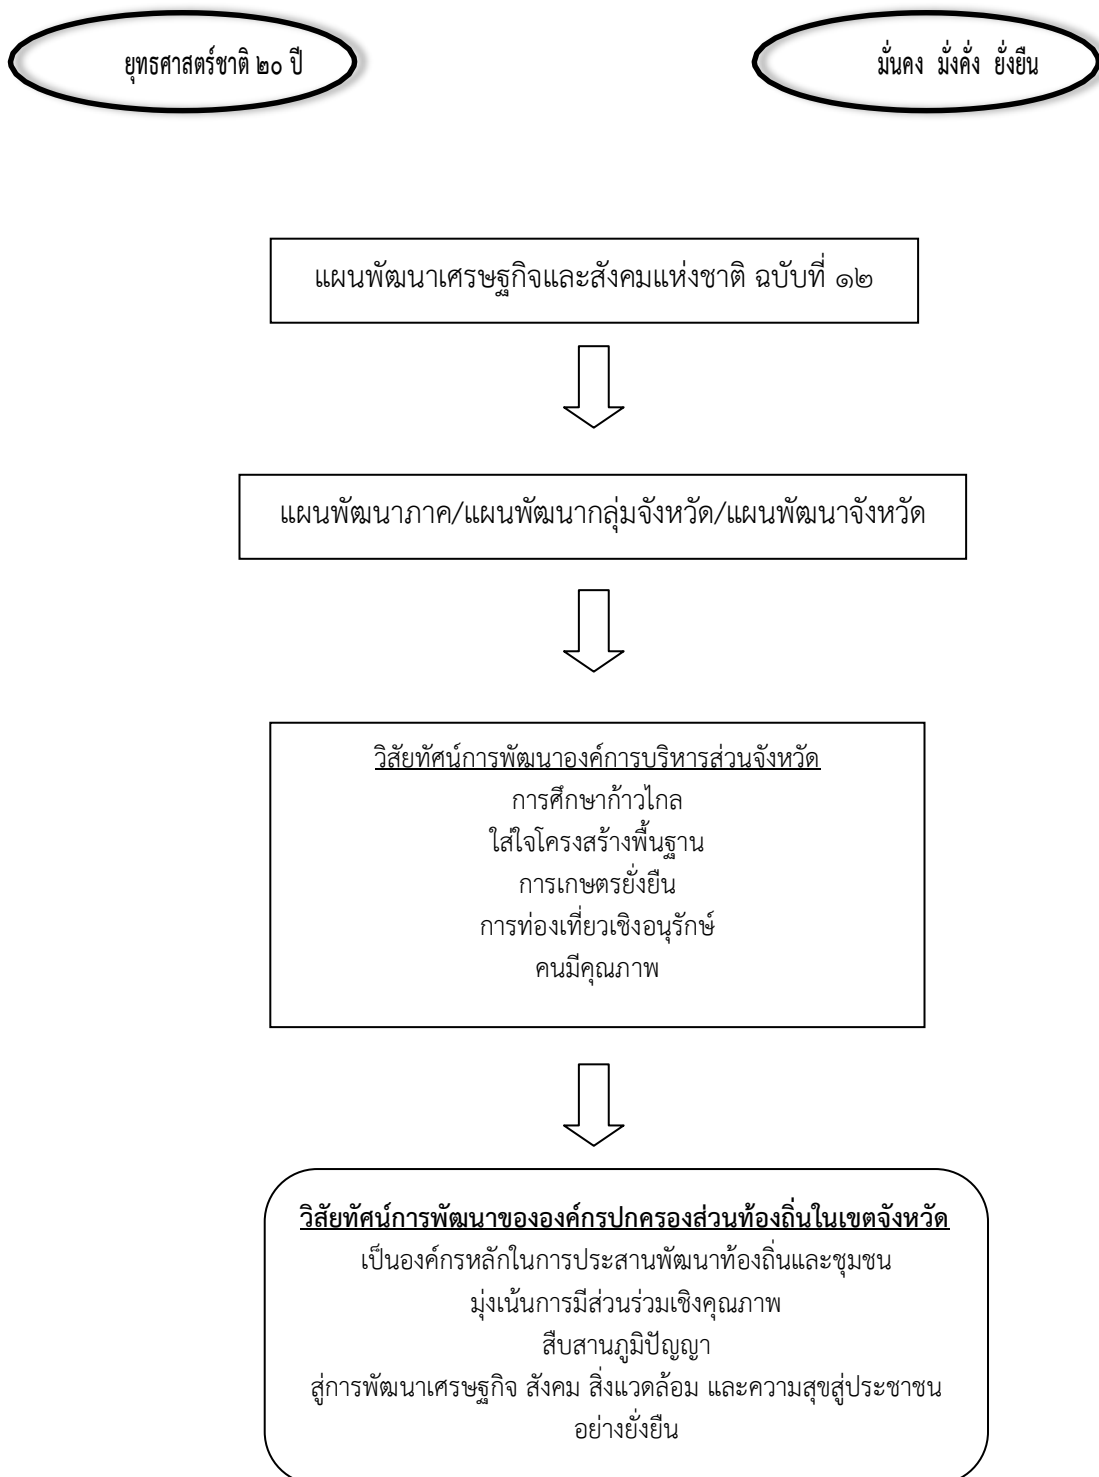 ยุทธศาสตร์ชาติ ๒๐ ปี
มั่นคง มั่งคั่ง ยั่งยืน
แผนพัฒนาเศรษฐกิจและสังคมแห่งชาติ ฉบับที่ ๑๒
แผนพัฒนาภาค/แผนพัฒนากลุ่มจังหวัด/แผนพัฒนาจังหวัด
วิสัยทัศน์การพัฒนาองค์การบริหารส่วนจังหวัด
การศึกษาก้าวไกล
ใส่ใจโครงสร้างพื้นฐาน
การเกษตรยั่งยืน
การท่องเที่ยวเชิงอนุรักษ์
คนมีคุณภาพ
วิสัยทัศน์การพัฒนาขององค์กรปกครองส่วนท้องถิ่นในเขตจังหวัด
เป็นองค์กรหลักในการประสานพัฒนาท้องถิ่นและชุมชน
มุ่งเน้นการมีส่วนร่วมเชิงคุณภาพ
สืบสานภูมิปัญญา
สู่การพัฒนาเศรษฐกิจ สังคม สิ่งแวดล้อม และความสุขสู่ประชาชน
อย่างยั่งยืน